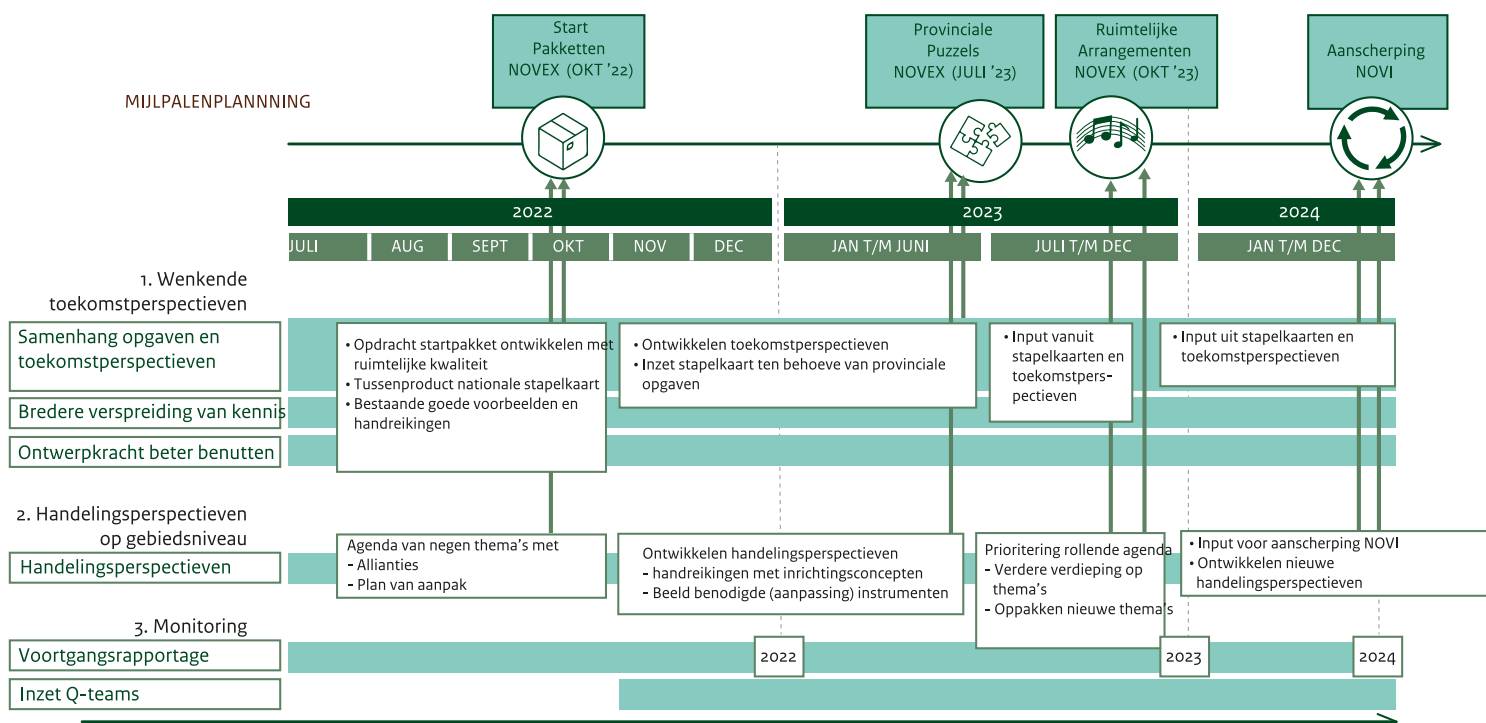 Start
Pakketten
NOVEX (OKT '22)
Provinciale
Puzzels
NOVEX (JULI '23)
Ruimtelijke
Arrangementen
NOVEX (OKT '23)
Aanscherping
NOVI
MIJLPALENPLANNNING
2022
2023
2024
JULI
AUG
SEPT
OKT
NOV
DEC
JAN T/M JUNI
JULI T/M DEC
JAN T/M DEC
1. Wenkende
toekomstperspectieven
Samenhang opgaven en
toekomstperspectieven
• Opdracht startpakket ontwikkelen met
ruimtelijke kwaliteit
• Tussenproduct nationale stapelkaart
• Bestaande goede voorbeelden en
handreikingen
• Ontwikkelen toekomstperspectieven
• Inzet stapelkaart ten behoeve van provinciale
opgaven
• Input vanuit
stapelkaarten en
toekomstpers-
pectieven
• Input uit stapelkaarten en
toekomstperspectieven
Bredere verspreiding van kennis
Ontwerpkracht beter benutten
2. Handelingsperspectieven
op gebiedsniveau
Handelingsperspectieven
Agenda van negen thema's met
- Allianties
- Plan van aanpak
Ontwikkelen handelingsperspectieven
- handreikingen met inrichtingsconcepten
- Beeld benodigde (aanpassing) instrumenten
Prioritering rollende agenda
- Verdere verdieping op
thema's
- Oppakken nieuwe thema's
• Input voor aanscherping NOVI
• Ontwikkelen nieuwe
handelingsperspectieven
3. Monitoring
Voortgangsrapportage
2022
2023
2024
Inzet Q-teams